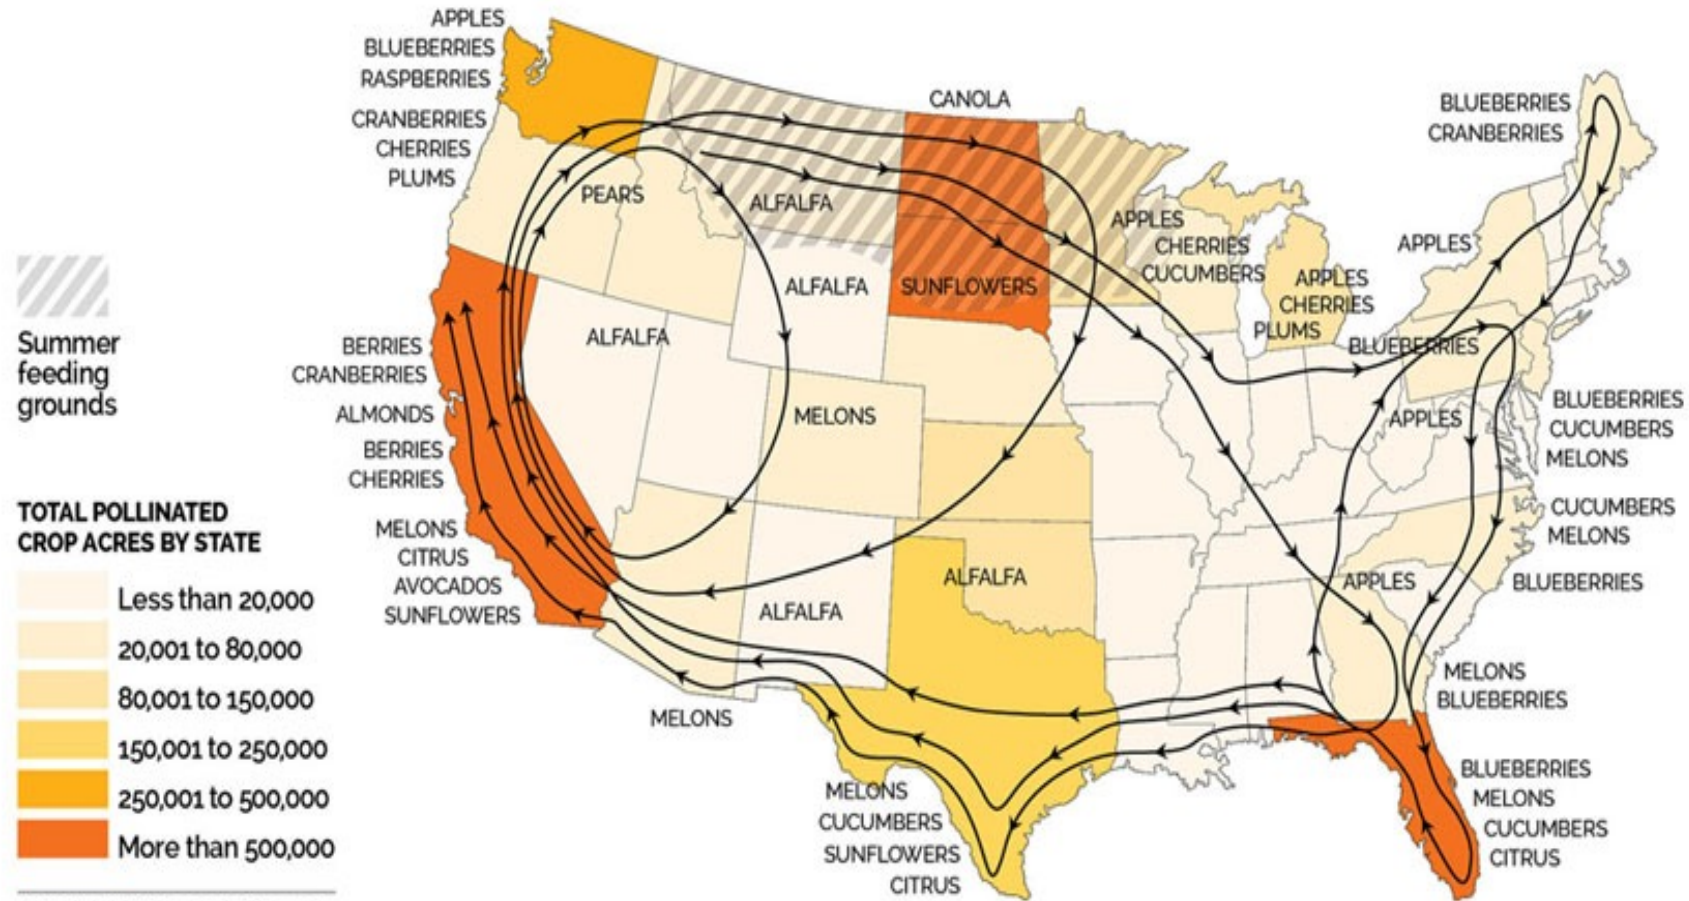 APPLES
BLUEBERRIES
RASPBERRIES
CRANBERRIES
CHERRIES
PLUMS
PEARS
CANOLA
ALFALFA
ALFALFA
ALFALFA
SUNFLOWERS
APPLES
CHERRIES
CUCUMBERS
APPLES
CHERRIES
PLUMS
BLUEBERRIES
APPLES
BLUEBERRIES
CRANBERRIES
Summer
feeding
grounds
BERRIES
CRANBERRIES
ALMONDS
BERRIES
CHERRIES
MELONS
CITRUS
AVOCADOS
SUNFLOWERS
MELONS
APPLES
BLUEBERRIES
CUCUMBERS
MELONS
CUCUMBERS
MELONS
BLUEBERRIES
APPLES
ALFALFA
ALFALFA
MELONS
MELONS
BLUEBERRIES
MELONS
CUCUMBERS
SUNFLOWERS
CITRUS
BLUEBERRIES
MELONS
CUCUMBERS
CITRUS
TOTAL POLLINATED
CROP ACRES BY STATE
Less than 20,000
20,001 to 80,000
80,001 to 150,000
150,001 to 250,000
250,001 to 500,000
More than 500,000